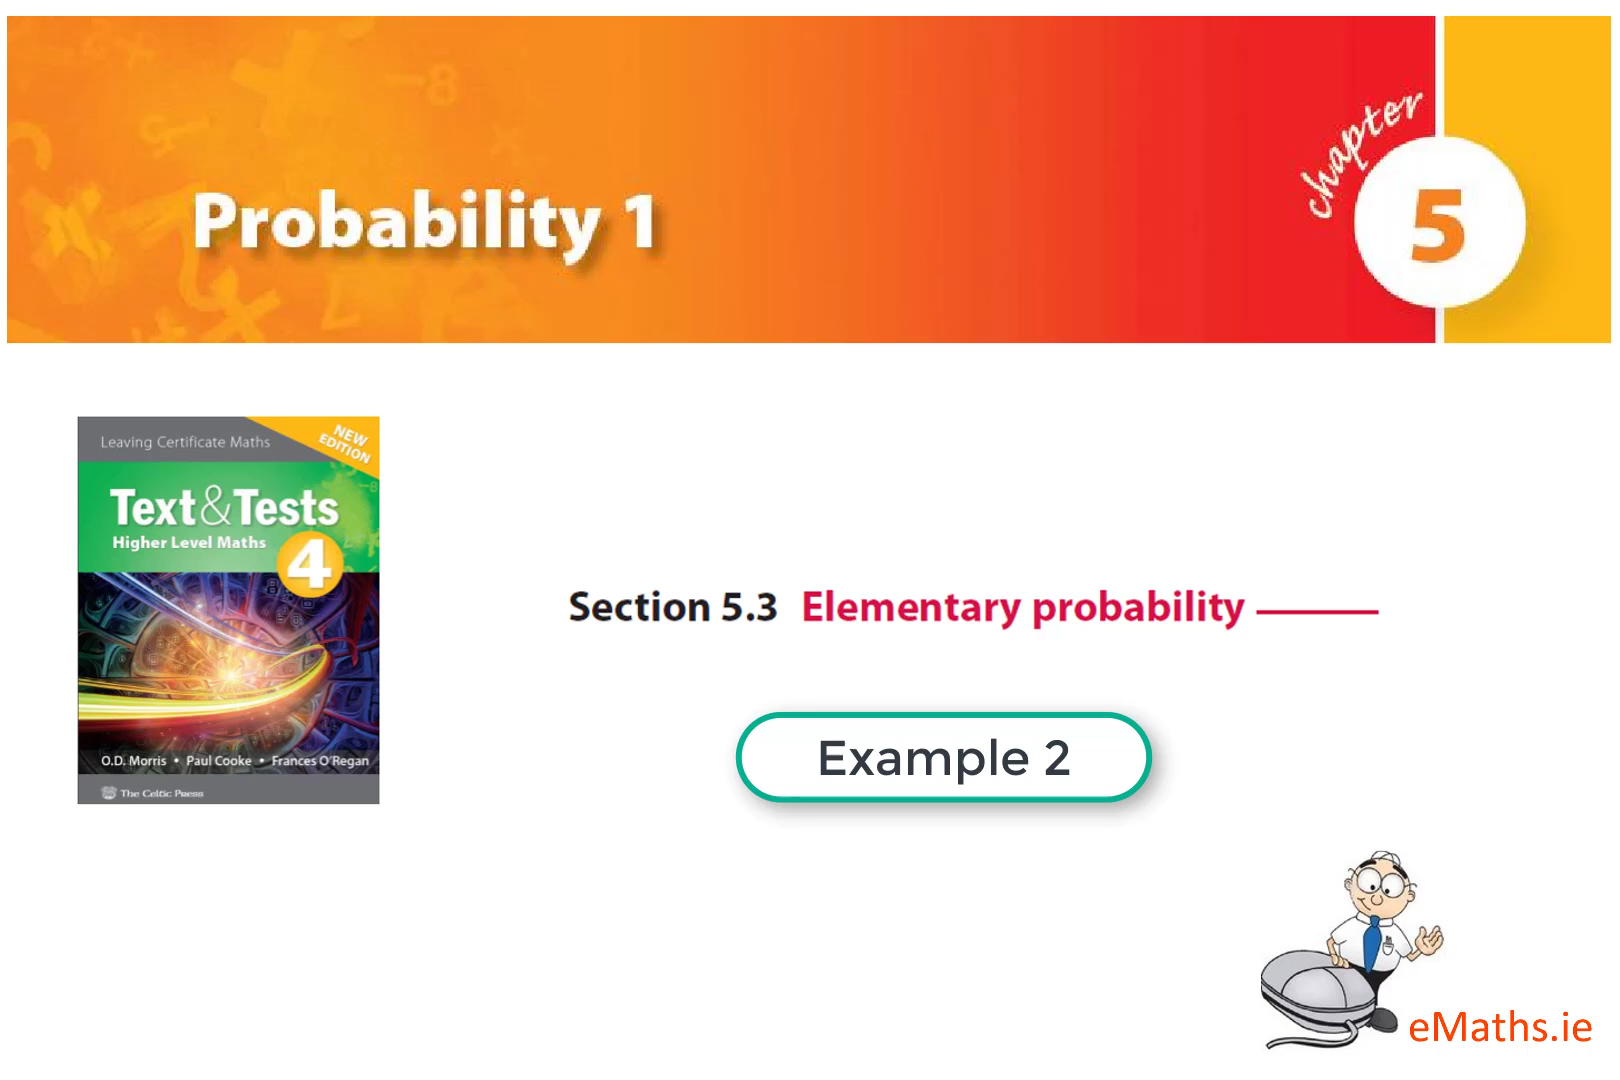 Probability 1
chapter
5
Leaving Certificate Maths
NEW
EDITION
Text&Tests
Higher Level Maths
4
O.D. Morris • Paul Cooke • Frances O'Regan
The Celtic Press
Section 5.3 Elementary probability
Example 2
eMaths.ie